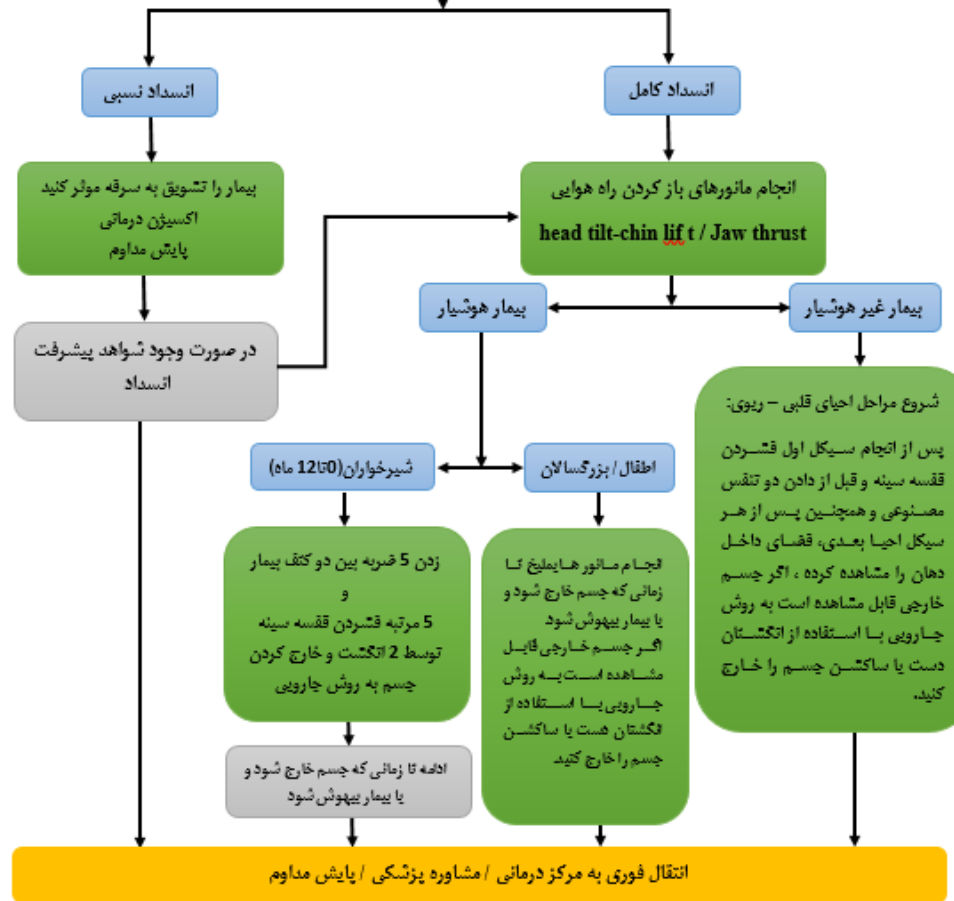 انسداد کامل
انسداد نسبی
انجام مانورهای باز کردن راه هوایی
head tilt-chin lif t / Jaw thrust
بیمار را تشویق به سرفه موثر کنید
اکسیژن درمانی
پایش مداوم
بیمار غیر هوشیار
بیمار هوشیار
در صورت وجود شواهد پیشرفت
انسداد
شروع مراحل احیای قلبی – ریوی:
پس از انجام سیکل اول فشردن
قفسه سینه و قبل از دادن دو تنفس
مصنوعی و همچنین پس از هر
سیکل احیا بعدی، فضای داخل
دهان را مشاهده کرده ، اگر جسم
خارجی قابل مشاهده است به روش
جارویی با استفاده از انگشتان
دست یا ساکشن جسم را خارج
کنید.
اطفال / بزرگسالان
شیرخواران(0تا12 ماه)
انجام مانور هایملیخ تا
زمانی که جسم خارج شود و
یا بیمار بیهوش شود.
اگر جسم خارجی قابل
مشاهده است به روش
جارویی با استفاده از
انگشتان هست یا ساکشن
جسم را خارج کنید.
زدن 5 ضربه بین دو کتف بیمار
و
5 مرتبه فشردن قفسه سینه
توسط 2 انگشت و خارج کردن
جسم به روش جارویی
ادامه تا زمانی که جسم خارج شود و
یا بیمار بیهوش شود
انتقال فوری به مرکز درمانی / مشاوره پزشکی / پایش مداوم